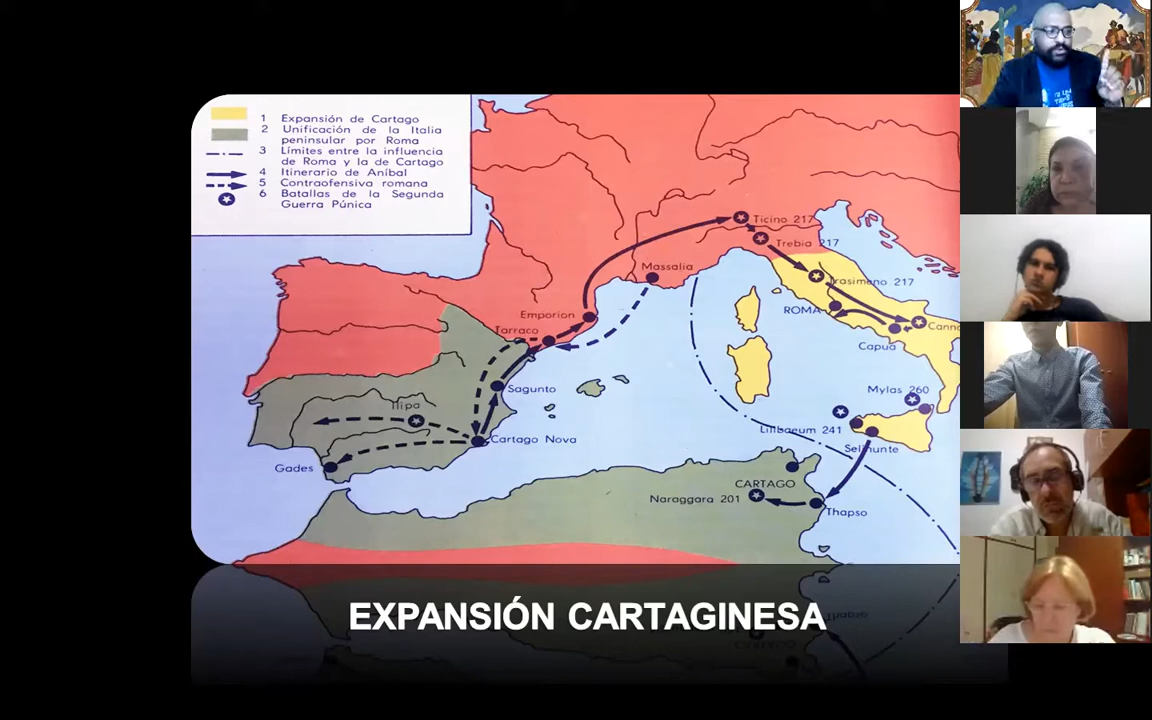 1 Expansión de Cartago
2 Unificación de la Italia
peninsular por Roma
3 Límites entre la influencia
de Roma y la de Cartago
4 Itinerario de Aníbal
5 Contraofensiva romana
6 Batallas de la Segunda
Guerra Púnica
Ticino 217
Trebia 217
Massalia
Trasimeno 217
Emporion
ROMA
Tarraco
Capua
Sagunto
Mylas 260
Ilipa
Lilibaeum 241
Cartago Nova
Selinunte
Gades
CARTAGO
Naraggara 201
Thapso
EXPANSIÓN CARTAGINESA